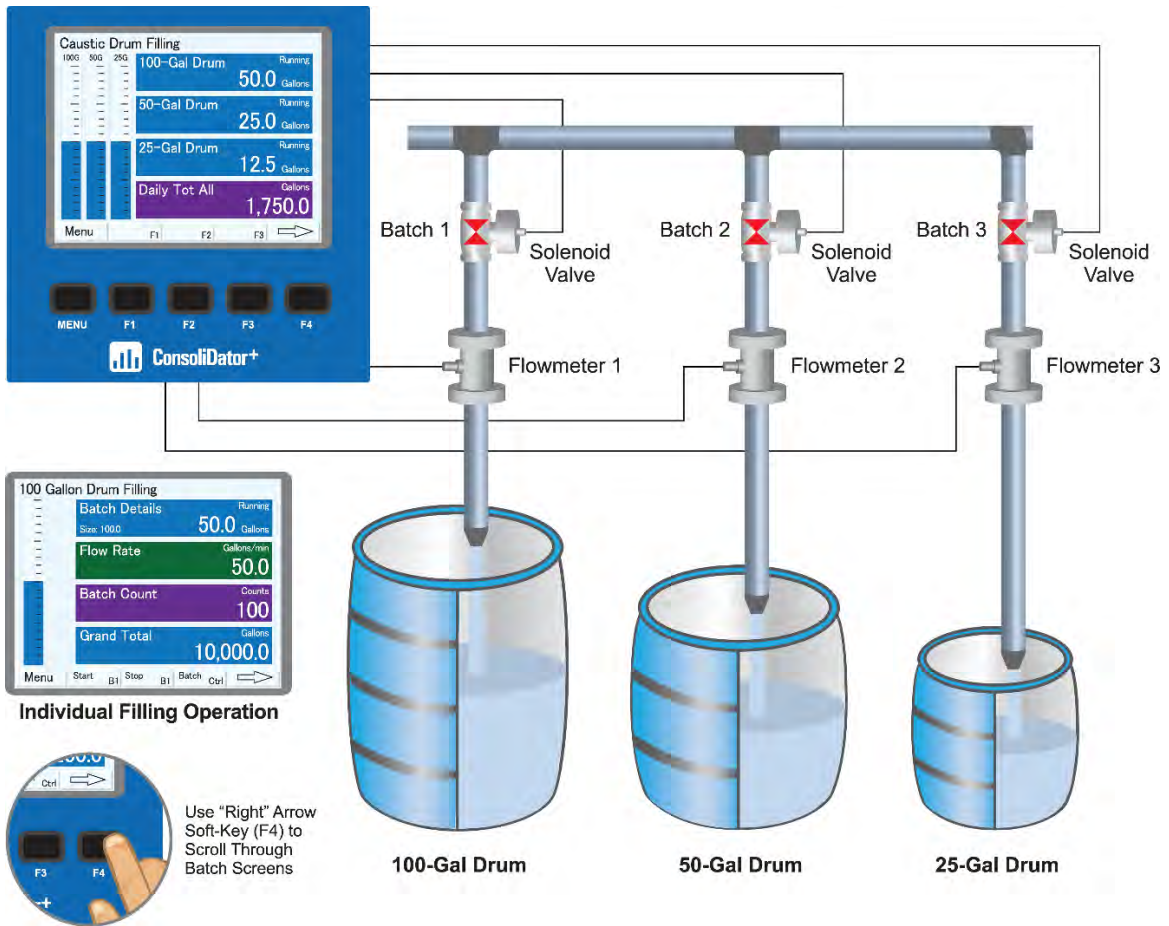 Caustic Drum Filling
100G 50G 25G
100-Gal Drum Running
50.0 Gallons
50-Gal Drum Running
25.0 Gallons
25-Gal Drum Running
12.5 Gallons
Daily Tot All Gallons
1,750.0
Menu F1 F2 F3
MENU F1 F2 F3 F4
ConsoliDator+
Batch 1
Solenoid
Valve
Batch 2
Solenoid
Valve
Batch 3
Solenoid
Valve
Flowmeter 1
Flowmeter 2
Flowmeter 3
100 Gallon Drum Filling
Batch Details Running
Size: 100.0 50.0 Gallons
Flow Rate Gallons/min
50.0
Batch Count Counts
100
Grand Total Gallons
10,000.0
Menu Start B1 Stop B1 Batch Ctrl
Individual Filling Operation
Ctrl
F3 F4
Use "Right" Arrow
Soft-Key (F4) to
Scroll Through
Batch Screens
100-Gal Drum
50-Gal Drum
25-Gal Drum